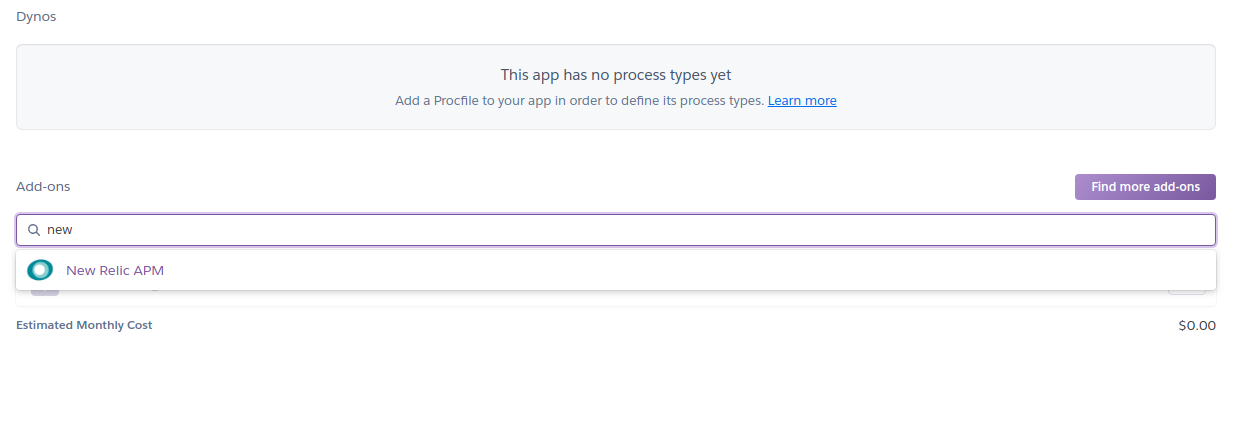 Dynos
This app has no process types yet
Add a Procfile to your app in order to define its process types. Learn more
Add-ons
Find more add-ons
new
New Relic APM
Estimated Monthly Cost
$0.00